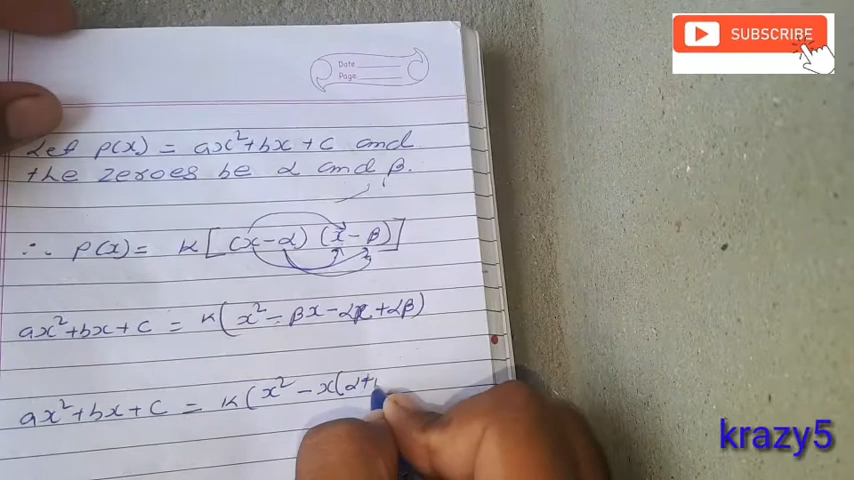 SUBSCRIBE
Date
Page
Let p(x) = ax²+bx+c and
the zeroes be α and β.
∴ p(x) = K[(x-α) (x-β)]
ax²+bx+c = K(x² - βx - αx + αβ)
ax²+bx+c = K(x² - x(α+
krazy5